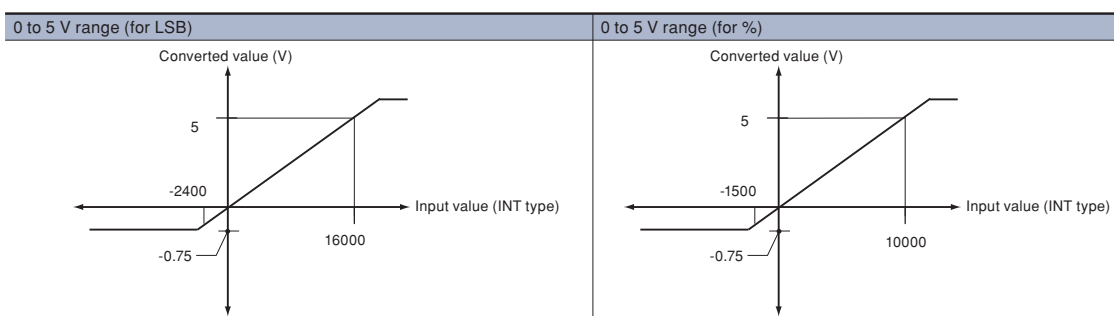 0 to 5 V range (for LSB)
Converted value (V)
5
-2400
Input value (INT type)
16000
-0.75
0 to 5 V range (for %)
Converted value (V)
5
-1500
Input value (INT type)
10000
-0.75